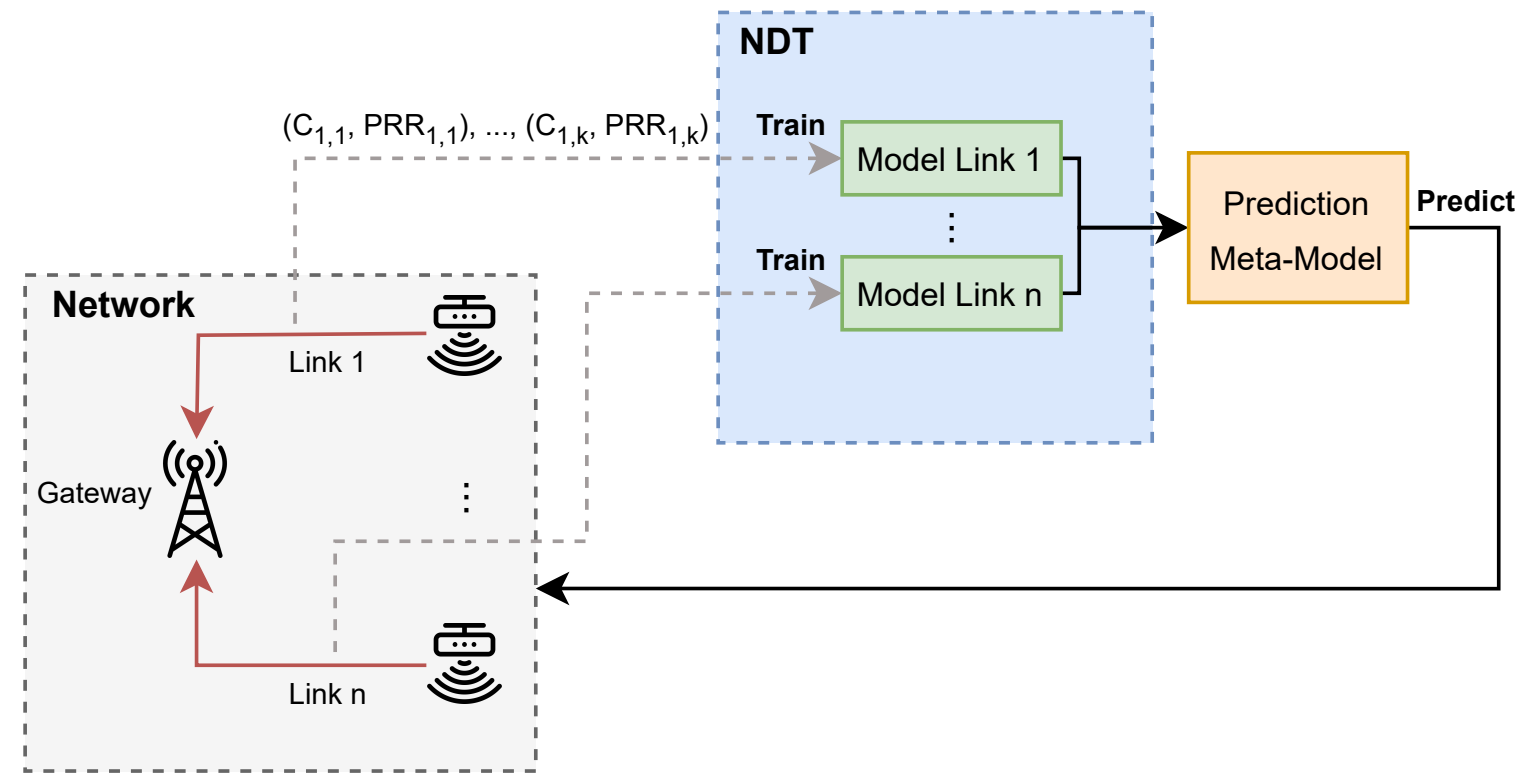 NDT
(C1,1, PRR1,1), ..., (C1,k, PRR1,k)
Train
Model Link 1
⋮
Train
Model Link n
Prediction
Meta-Model
Predict
Network
Link 1
Gateway
⋮
Link n